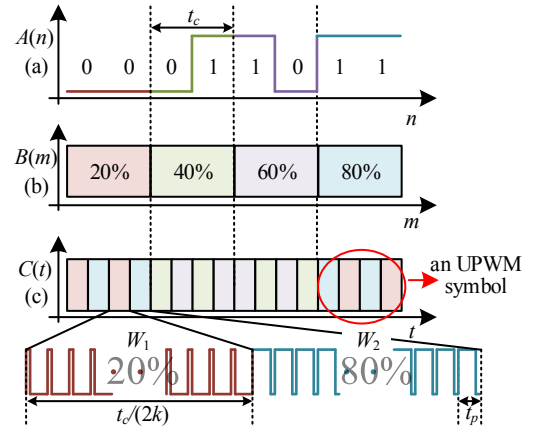 A(n) t_c
(a) 0 0 0 1 1 0 1 1
n
B(m) 20% 40% 60% 80%
(b)
m
C(t) an UPWM
(c) symbol
t
W_1 W_2
20% 80%
t_c/(2k) t_p